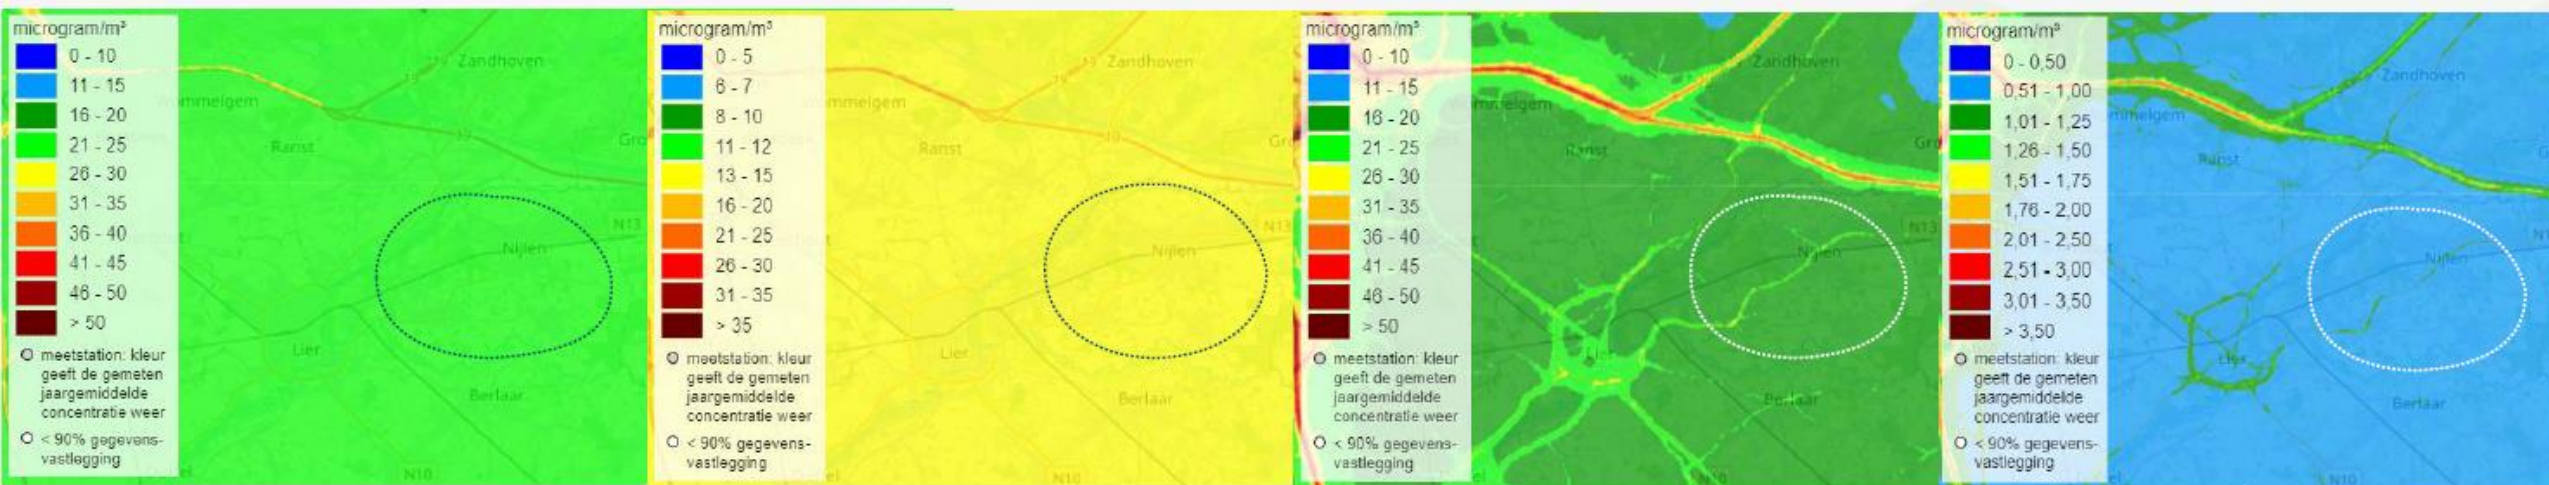 microgram/m³
0 - 10
11 - 15
16 - 20
21 - 25
26 - 30
31 - 35
36 - 40
41 - 45
46 - 50
> 50
meetstation: kleur
geeft de gemeten
jaargemiddelde
concentratie weer
< 90% gegevens-
vastlegging
Zandhoven
Wommelgem
Ranst
19
N13
Nijlen
Lier
Berlaar
N10
microgram/m³
0 - 5
6 - 7
8 - 10
11 - 12
13 - 15
16 - 20
21 - 25
26 - 30
31 - 35
> 35
meetstation: kleur
geeft de gemeten
jaargemiddelde
concentratie weer
< 90% gegevens-
vastlegging
Zandhoven
mmelgem
Ranst
19
N13
Nijlen
Lier
Berlaar
N10
microgram/m³
0 - 10
11 - 15
16 - 20
21 - 25
26 - 30
31 - 35
36 - 40
41 - 45
46 - 50
> 50
meetstation: kleur
geeft de gemeten
jaargemiddelde
concentratie weer
< 90% gegevens-
vastlegging
Zandhoven
mmelgem
Ranst
N13
Nijlen
Lier
Berlaar
N10
microgram/m³
0 - 0,50
0,51 - 1,00
1,01 - 1,25
1,26 - 1,50
1,51 - 1,75
1,76 - 2,00
2,01 - 2,50
2,51 - 3,00
3,01 - 3,50
> 3,50
meetstation: kleur
geeft de gemeten
jaargemiddelde
concentratie weer
< 90% gegevens-
vastlegging
Zandhoven
mmelgem
Ranst
Nijlen
Lier
Berlaar
N10